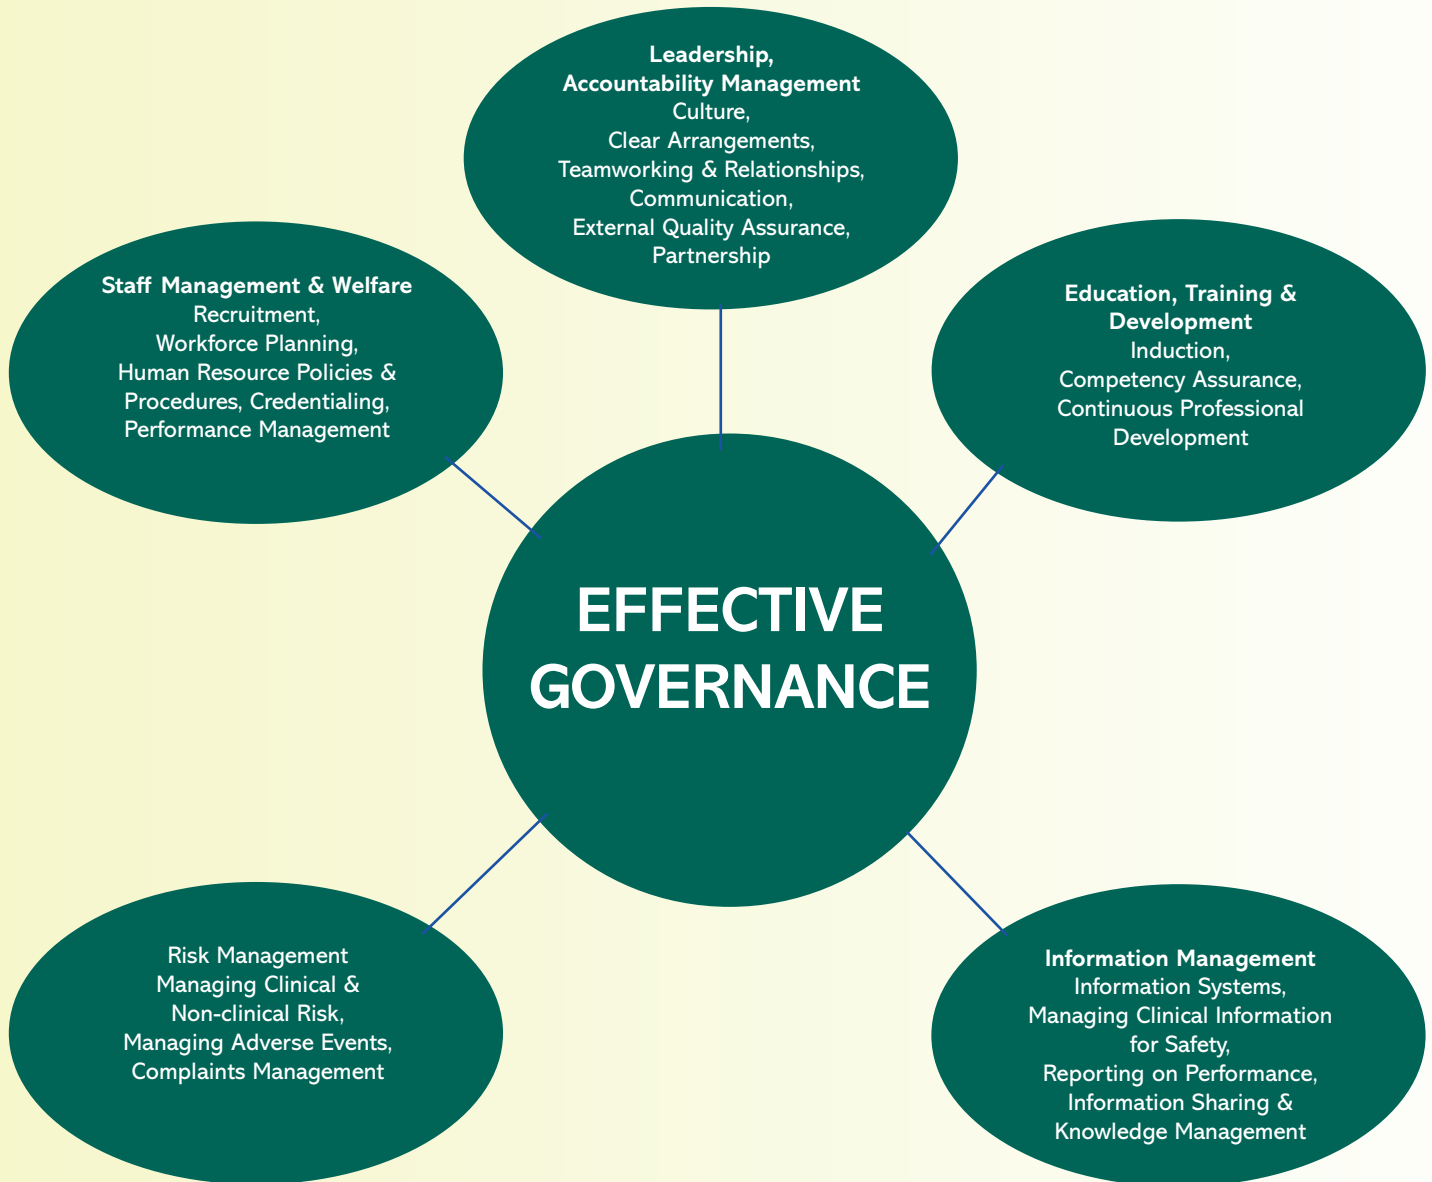 Leadership,
Accountability Management
Culture,
Clear Arrangements,
Teamworking & Relationships,
Communication,
External Quality Assurance,
Partnership
Staff Management & Welfare
Recruitment,
Workforce Planning,
Human Resource Policies &
Procedures, Credentialing,
Performance Management
Education, Training &
Development
Induction,
Competency Assurance,
Continuous Professional
Development
EFFECTIVE
GOVERNANCE
Risk Management
Managing Clinical &
Non-clinical Risk,
Managing Adverse Events,
Complaints Management
Information Management
Information Systems,
Managing Clinical Information
for Safety,
Reporting on Performance,
Information Sharing &
Knowledge Management